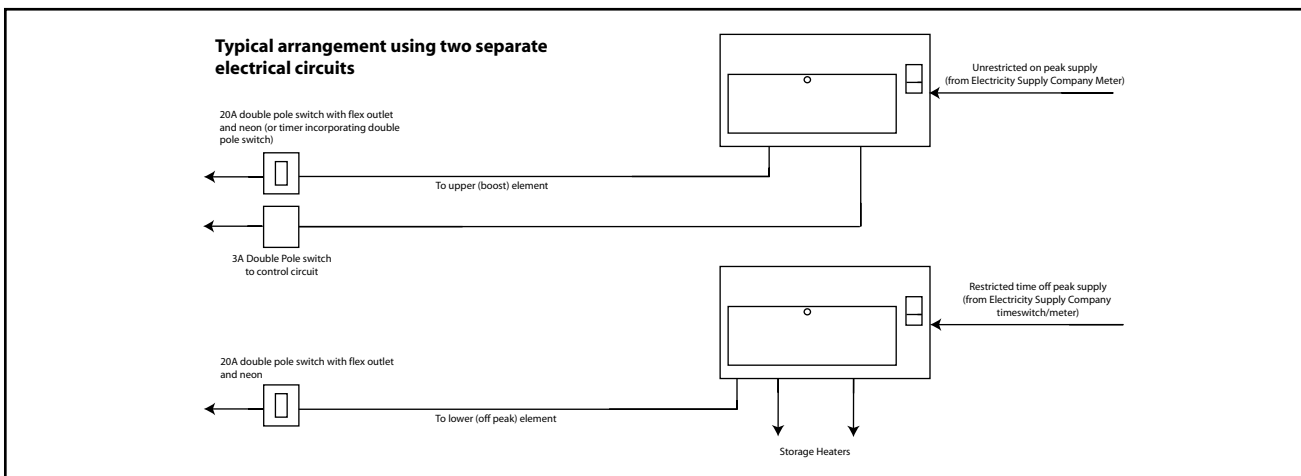 Typical arrangement using two separate
electrical circuits
Unrestricted on peak supply
(from Electricity Supply Company Meter)
20A double pole switch with flex outlet
and neon (or timer incorporating double
pole switch)
To upper (boost) element
3A Double Pole switch
to control circuit
Restricted time off peak supply
(from Electricity Supply Company
timeswitch/meter)
20A double pole switch with flex outlet
and neon
To lower (off peak) element
Storage Heaters